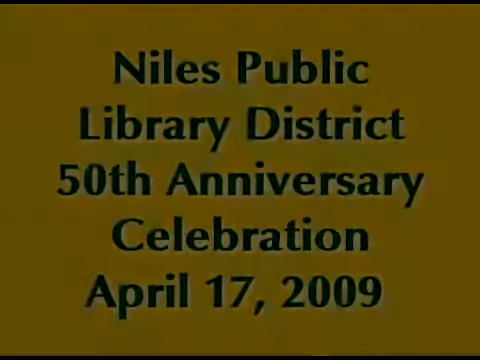 Niles Public
Library District
50th Anniversary
Celebration
April 17, 2009